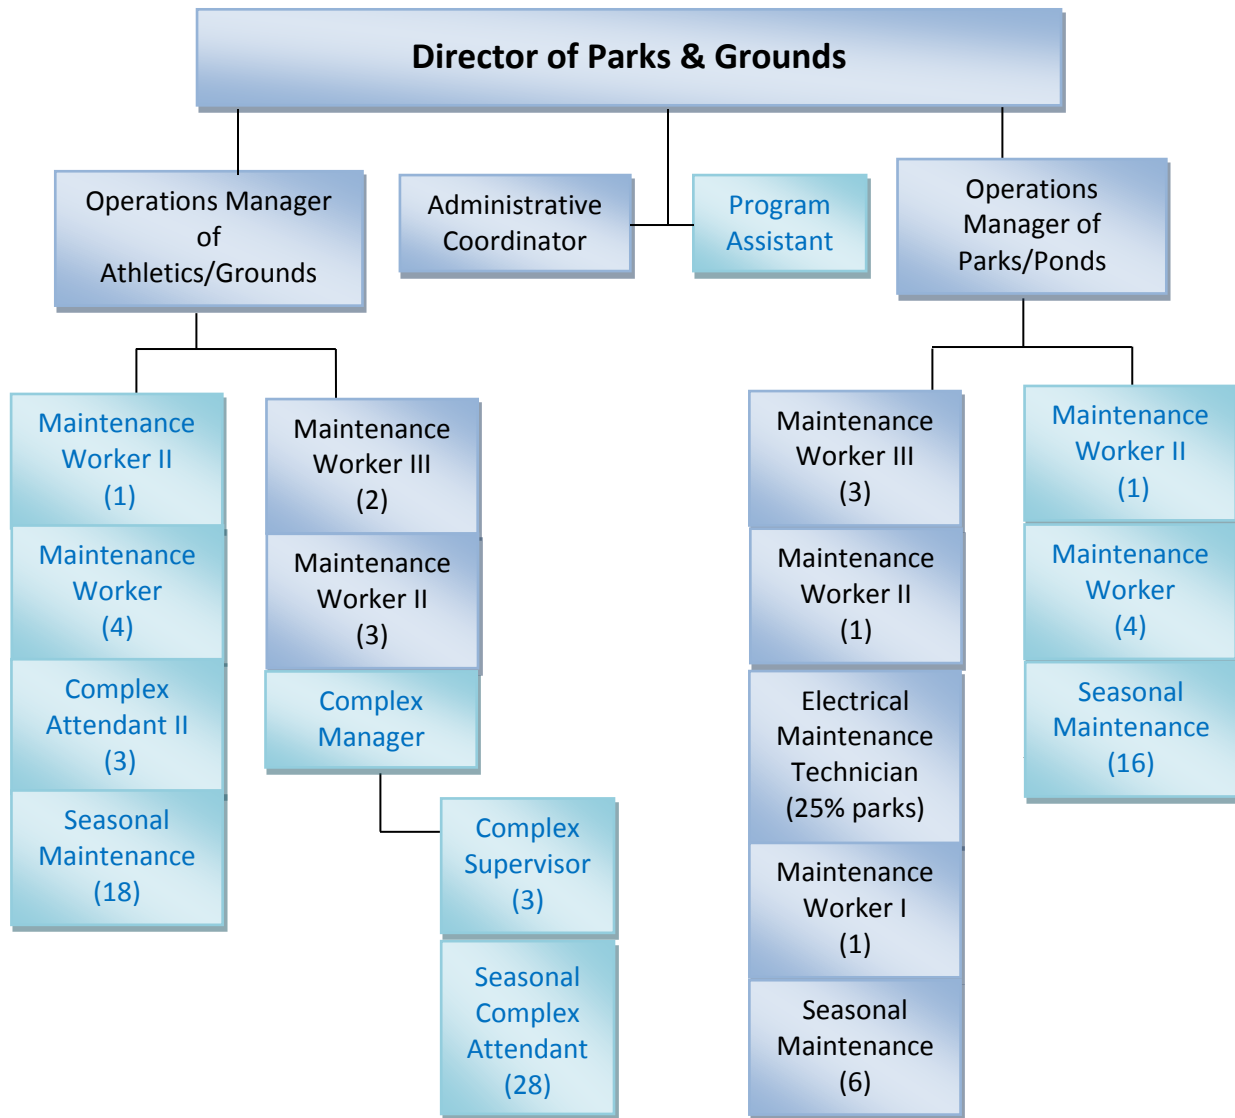 Director of Parks & Grounds
Operations Manager
of
Athletics/Grounds
Administrative
Coordinator
Program
Assistant
Operations
Manager of
Parks/Ponds
Maintenance
Worker II
(1)
Maintenance
Worker
(4)
Complex
Attendant II
(3)
Seasonal
Maintenance
(18)
Maintenance
Worker III
(2)
Maintenance
Worker II
(3)
Complex
Manager
Complex
Supervisor
(3)
Seasonal
Complex
Attendant
(28)
Maintenance
Worker III
(3)
Maintenance
Worker II
(1)
Electrical
Maintenance
Technician
(25% parks)
Maintenance
Worker I
(1)
Seasonal
Maintenance
(6)
Maintenance
Worker II
(1)
Maintenance
Worker
(4)
Seasonal
Maintenance
(16)